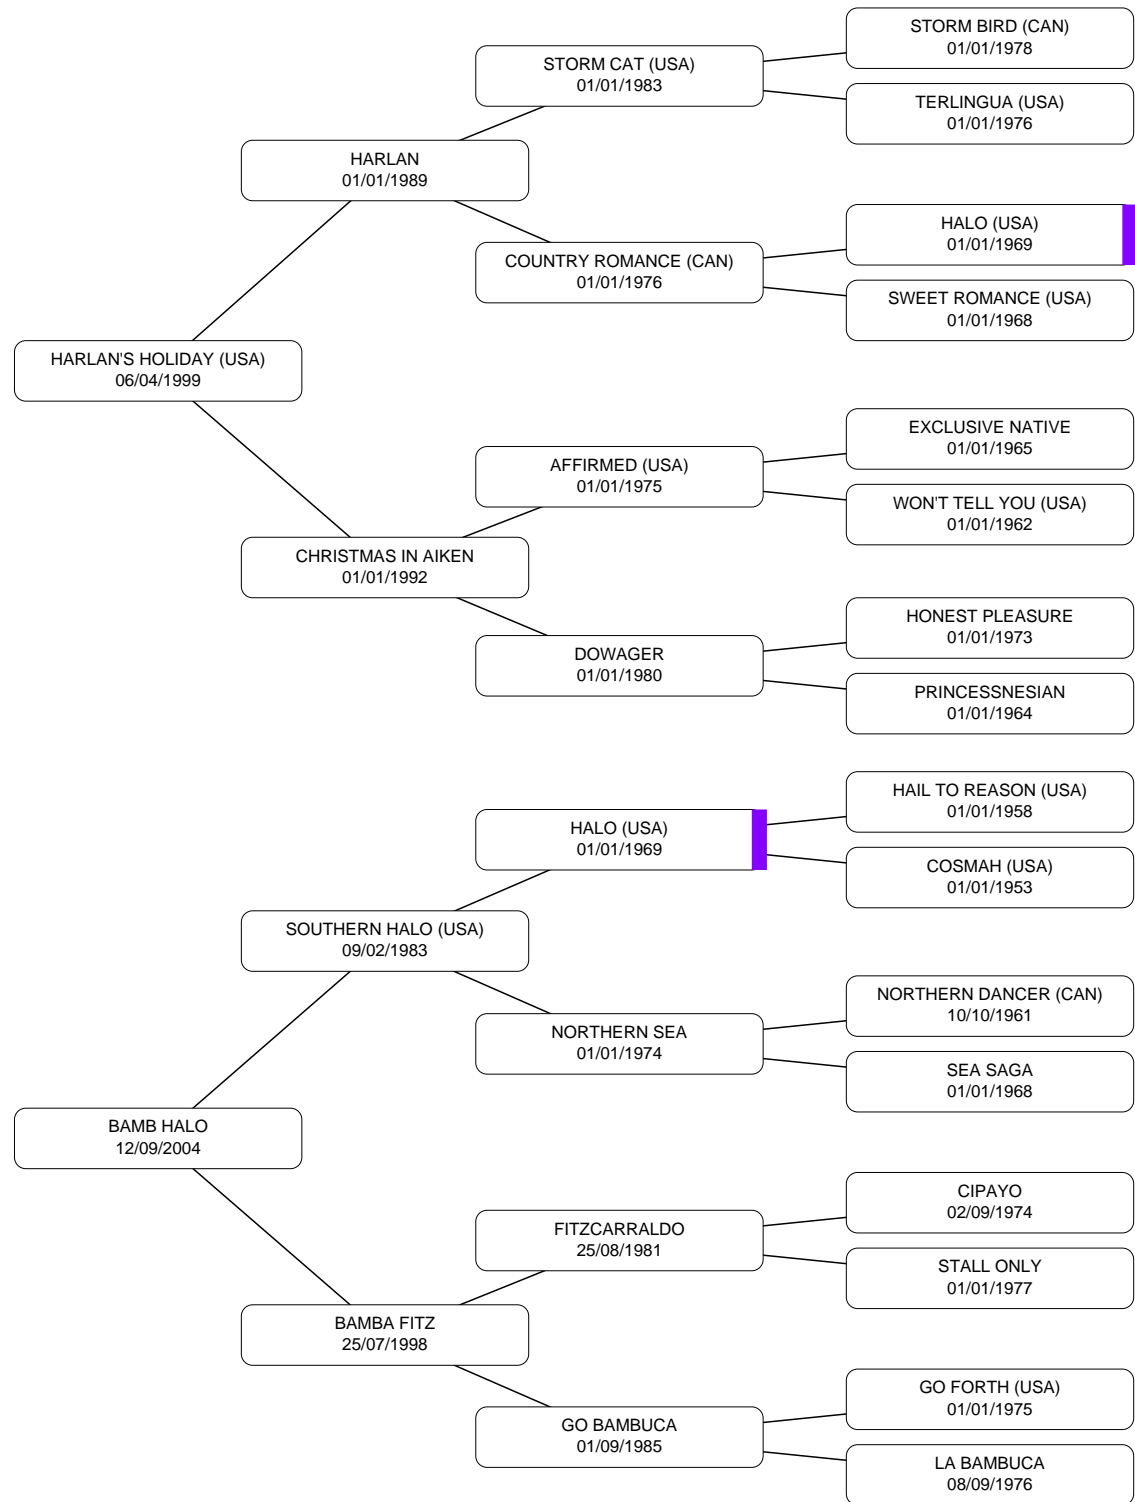 STORM BIRD (CAN)
01/01/1978
STORM CAT (USA)
01/01/1983
TERLINGUA (USA)
01/01/1976
HARLAN
01/01/1989
HALO (USA)
01/01/1969
COUNTRY ROMANCE (CAN)
01/01/1976
SWEET ROMANCE (USA)
01/01/1968
HARLAN'S HOLIDAY (USA)
06/04/1999
EXCLUSIVE NATIVE
01/01/1965
AFFIRMED (USA)
01/01/1975
WON'T TELL YOU (USA)
01/01/1962
CHRISTMAS IN AIKEN
01/01/1992
HONEST PLEASURE
01/01/1973
DOWAGER
01/01/1980
PRINCESSNESIAN
01/01/1964
HAIL TO REASON (USA)
01/01/1958
HALO (USA)
01/01/1969
COSMAH (USA)
01/01/1953
SOUTHERN HALO (USA)
09/02/1983
NORTHERN DANCER (CAN)
10/10/1961
NORTHERN SEA
01/01/1974
SEA SAGA
01/01/1968
BAMB HALO
12/09/2004
CIPAYO
02/09/1974
FITZCARRALDO
25/08/1981
STALL ONLY
01/01/1977
BAMBA FITZ
25/07/1998
GO FORTH (USA)
01/01/1975
GO BAMBUCA
01/09/1985
LA BAMBUCA
08/09/1976